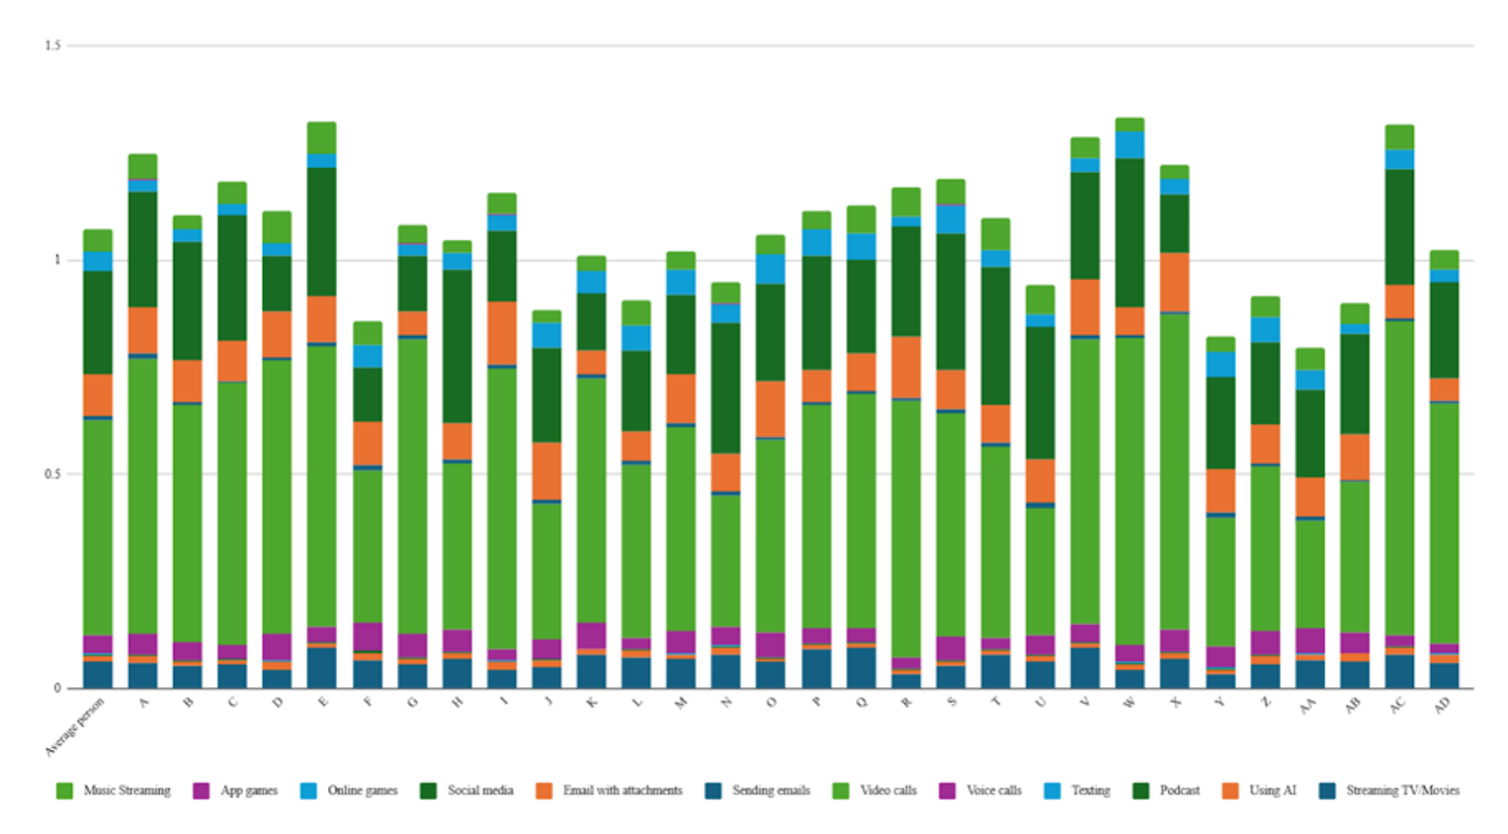 1.5
1
0.5
0
Average person A B C D E F G H I J K L M N O P Q R S T U V W X Y Z AA AB AC AD
Music Streaming App games Online games Social media Email with attachments Sending emails Video calls Voice calls Texting Podcast Using AI Streaming TV/Movies